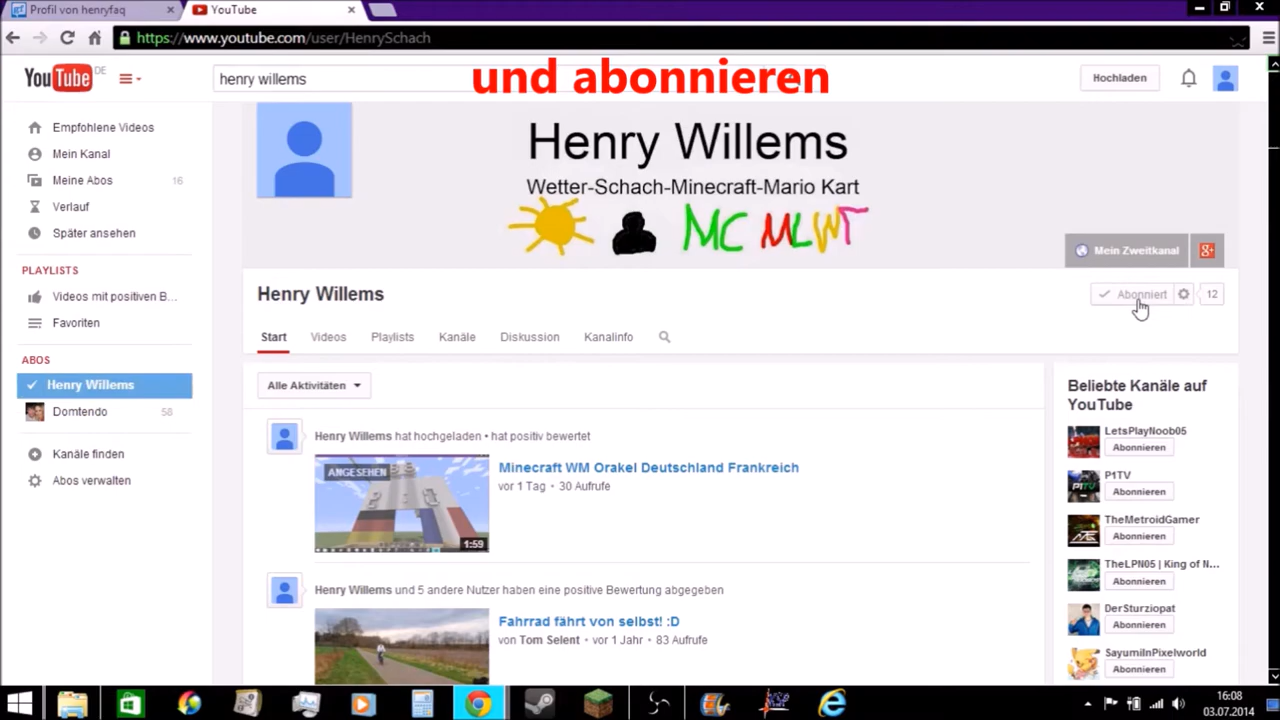 Profil von henryfaq
YouTube
https://www.youtube.com/user/HenrySchach
YouTube DE
henry willems
und abonnieren
Hochladen
Empfohlene Videos
Mein Kanal
Meine Abos 16
Verlauf
Später ansehen
PLAYLISTS
Videos mit positiven B...
Favoriten
ABOS
Henry Willems
Domtendo 58
Kanäle finden
Abos verwalten
Henry Willems
Wetter-Schach-Minecraft-Mario Kart
MC MLWT
Mein Zweitkanal
g+
Henry Willems
Abonniert 12
Start Videos Playlists Kanäle Diskussion Kanalinfo
Alle Aktivitäten
Henry Willems hat hochgeladen • hat positiv bewertet
ANGESEHEN
1:59
Minecraft WM Orakel Deutschland Frankreich
vor 1 Tag • 30 Aufrufe
Henry Willems und 5 andere Nutzer haben eine positive Bewertung abgegeben
Fahrrad fährt von selbst! :D
von Tom Selent • vor 1 Jahr • 83 Aufrufe
Beliebte Kanäle auf
YouTube
LetsPlayNoob05
Abonnieren
P1TV
Abonnieren
TheMetroidGamer
Abonnieren
TheLPN05 | King of N...
Abonnieren
DerSturziopat
Abonnieren
SayumiInPixelworld
Abonnieren
16:08
03.07.2014